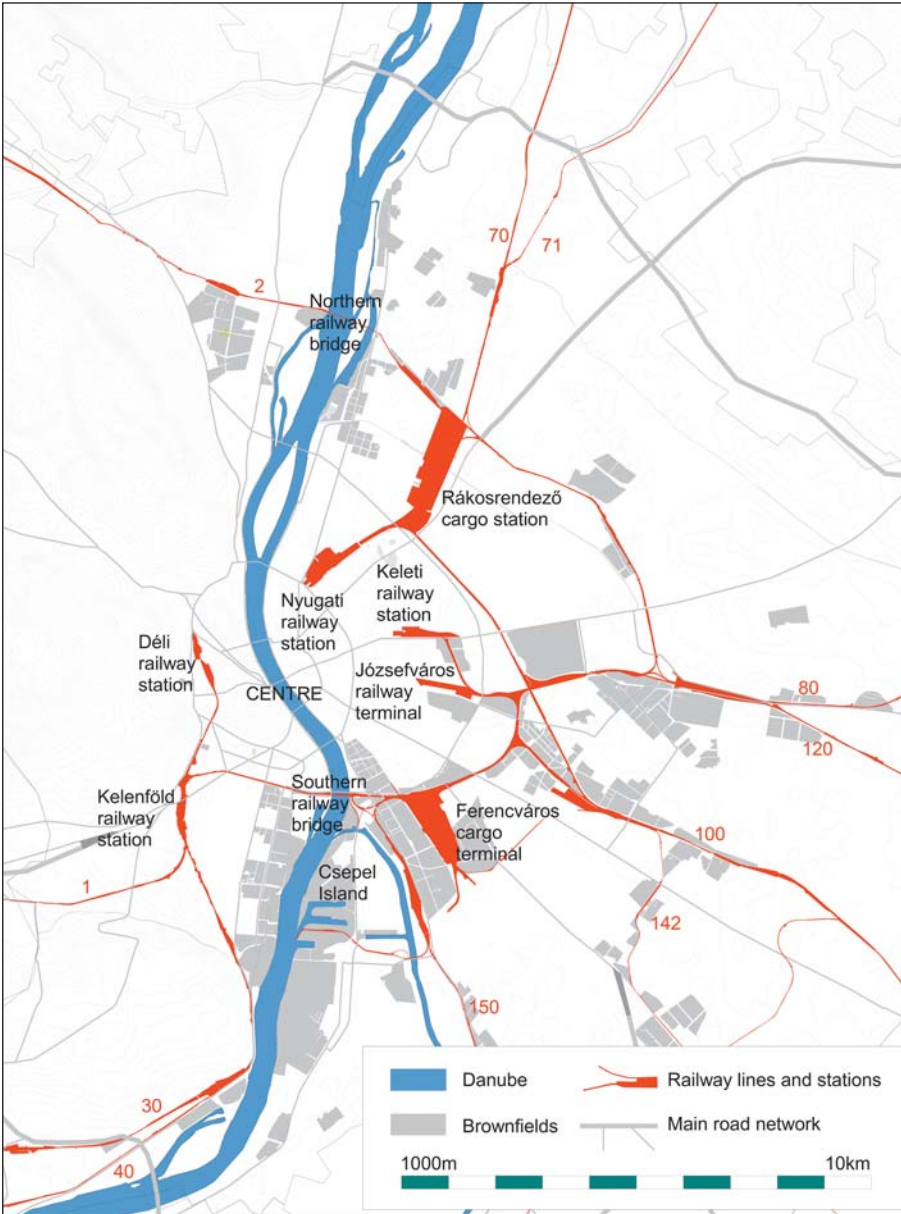 70
71
2
Northern
railway
bridge
Rákosrendező
cargo station
Keleti
railway
station
Nyugati
railway
station
Déli
railway
station
Józsefváros
railway
terminal
CENTRE
80
120
Southern
railway
bridge
Kelenföld
railway
station
Ferencváros
cargo
terminal
100
Csepel
Island
1
142
150
30
40
Danube
Railway lines and stations
Brownfields
Main road network
1000m
10km